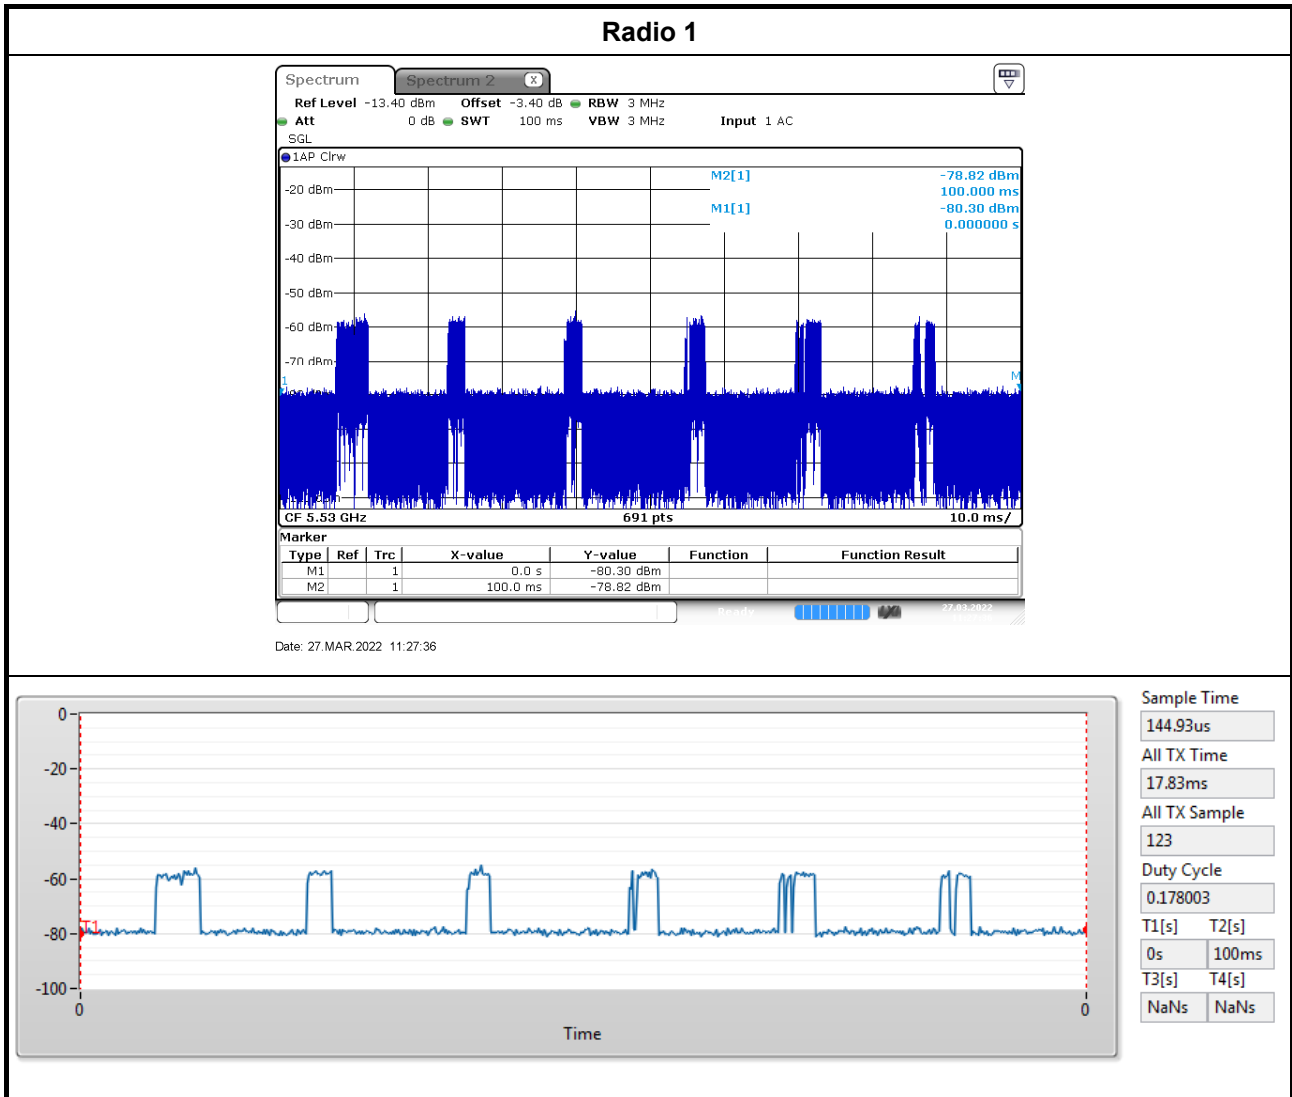 Radio 1
Spectrum Spectrum 2 X
Ref Level -13.40 dBm Offset -3.40 dB RBW 3 MHz
Att 0 dB SWT 100 ms VBW 3 MHz Input 1 AC
SGL
1AP Clrw
M2[1] -78.82 dBm
100.000 ms
M1[1] -80.30 dBm
0.000000 s
-20 dBm
-30 dBm
-40 dBm
-50 dBm
-60 dBm
-70 dBm
1 M
CF 5.53 GHz 691 pts 10.0 ms/
Marker
Type Ref Trc X-value Y-value Function Function Result
M1 1 0.0 s -80.30 dBm
M2 1 100.0 ms -78.82 dBm
Ready 27.03.2022
Date: 27.MAR.2022 11:27:36
0
-20
-40
-60
-80
-100
T1
0 0
Time
Sample Time
144.93us
All TX Time
17.83ms
All TX Sample
123
Duty Cycle
0.178003
T1[s] T2[s]
0s 100ms
T3[s] T4[s]
NaNs NaNs